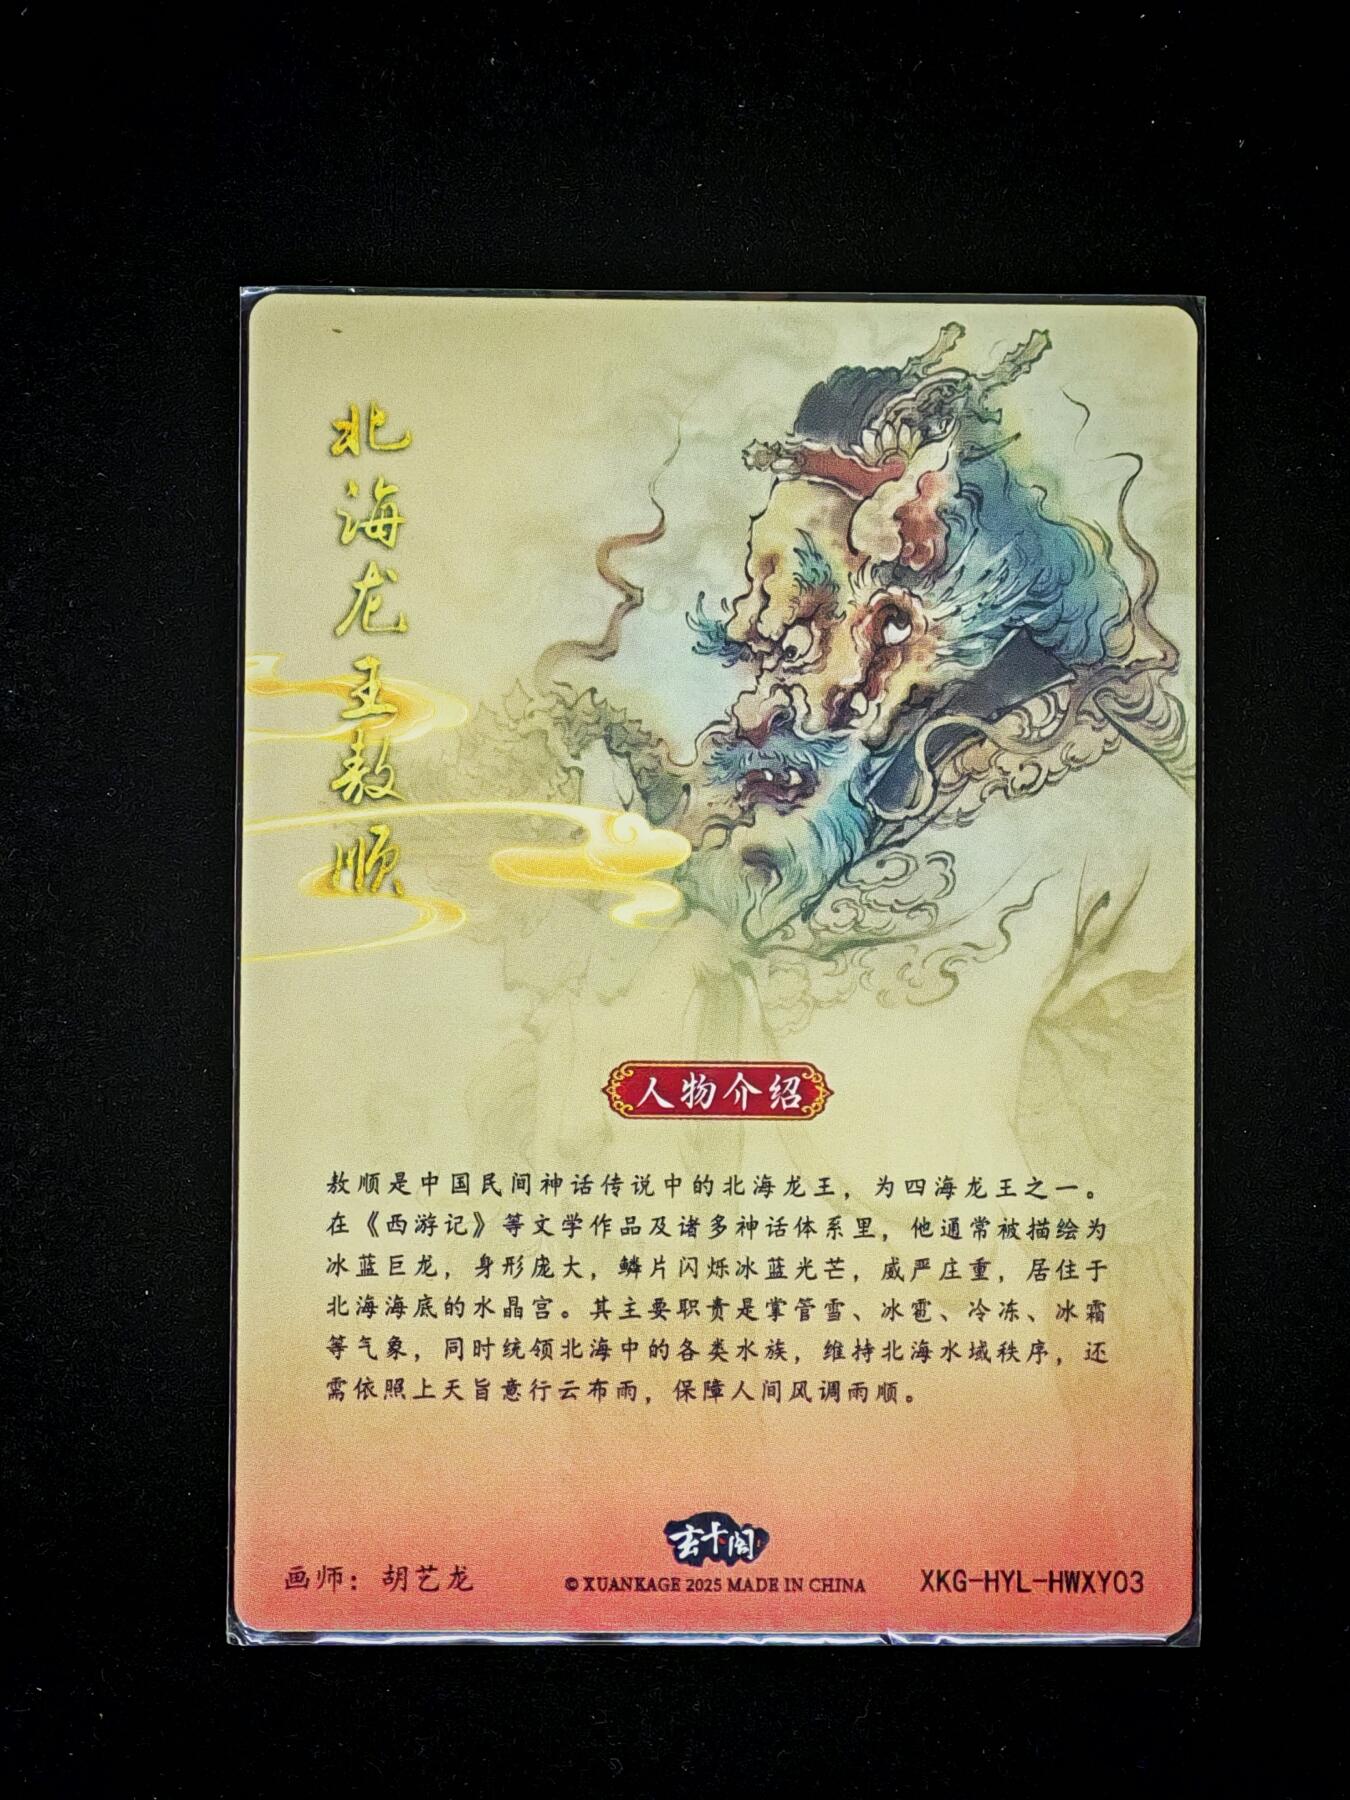 北海龙王敖顺
人物介绍
敖顺是中国民间神话传说中的北海龙王，为四海龙王之一。
在《西游记》等文学作品及诸多神话体系里，他通常被描绘为
冰蓝巨龙，身形庞大，鳞片闪烁冰蓝光芒，威严庄重，居住于
北海海底的水晶宫。其主要职责是掌管雪、冰雹、冷冻、冰霜
等气象，同时统领北海中的各类水族，维持北海水域秩序，还
需依照上天旨意行云布雨，保障人间风调雨顺。
玄卡阁
画师：胡艺龙
© XUANKAGE 2025 MADE IN CHINA
XKG-HYL-HWXY03